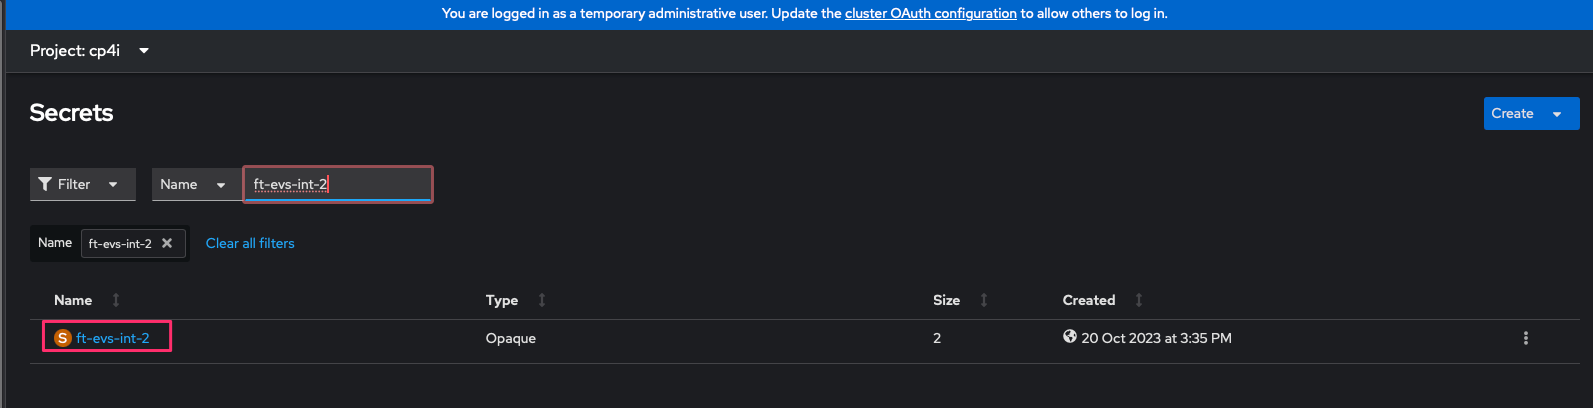 You are logged in as a temporary administrative user. Update the cluster OAuth configuration to allow others to log in.
Project: cp4i
Secrets
Create
Filter Name ft-evs-int-2
Name ft-evs-int-2 Clear all filters
Name Type Size Created
S ft-evs-int-2 Opaque 2 20 Oct 2023 at 3:35 PM